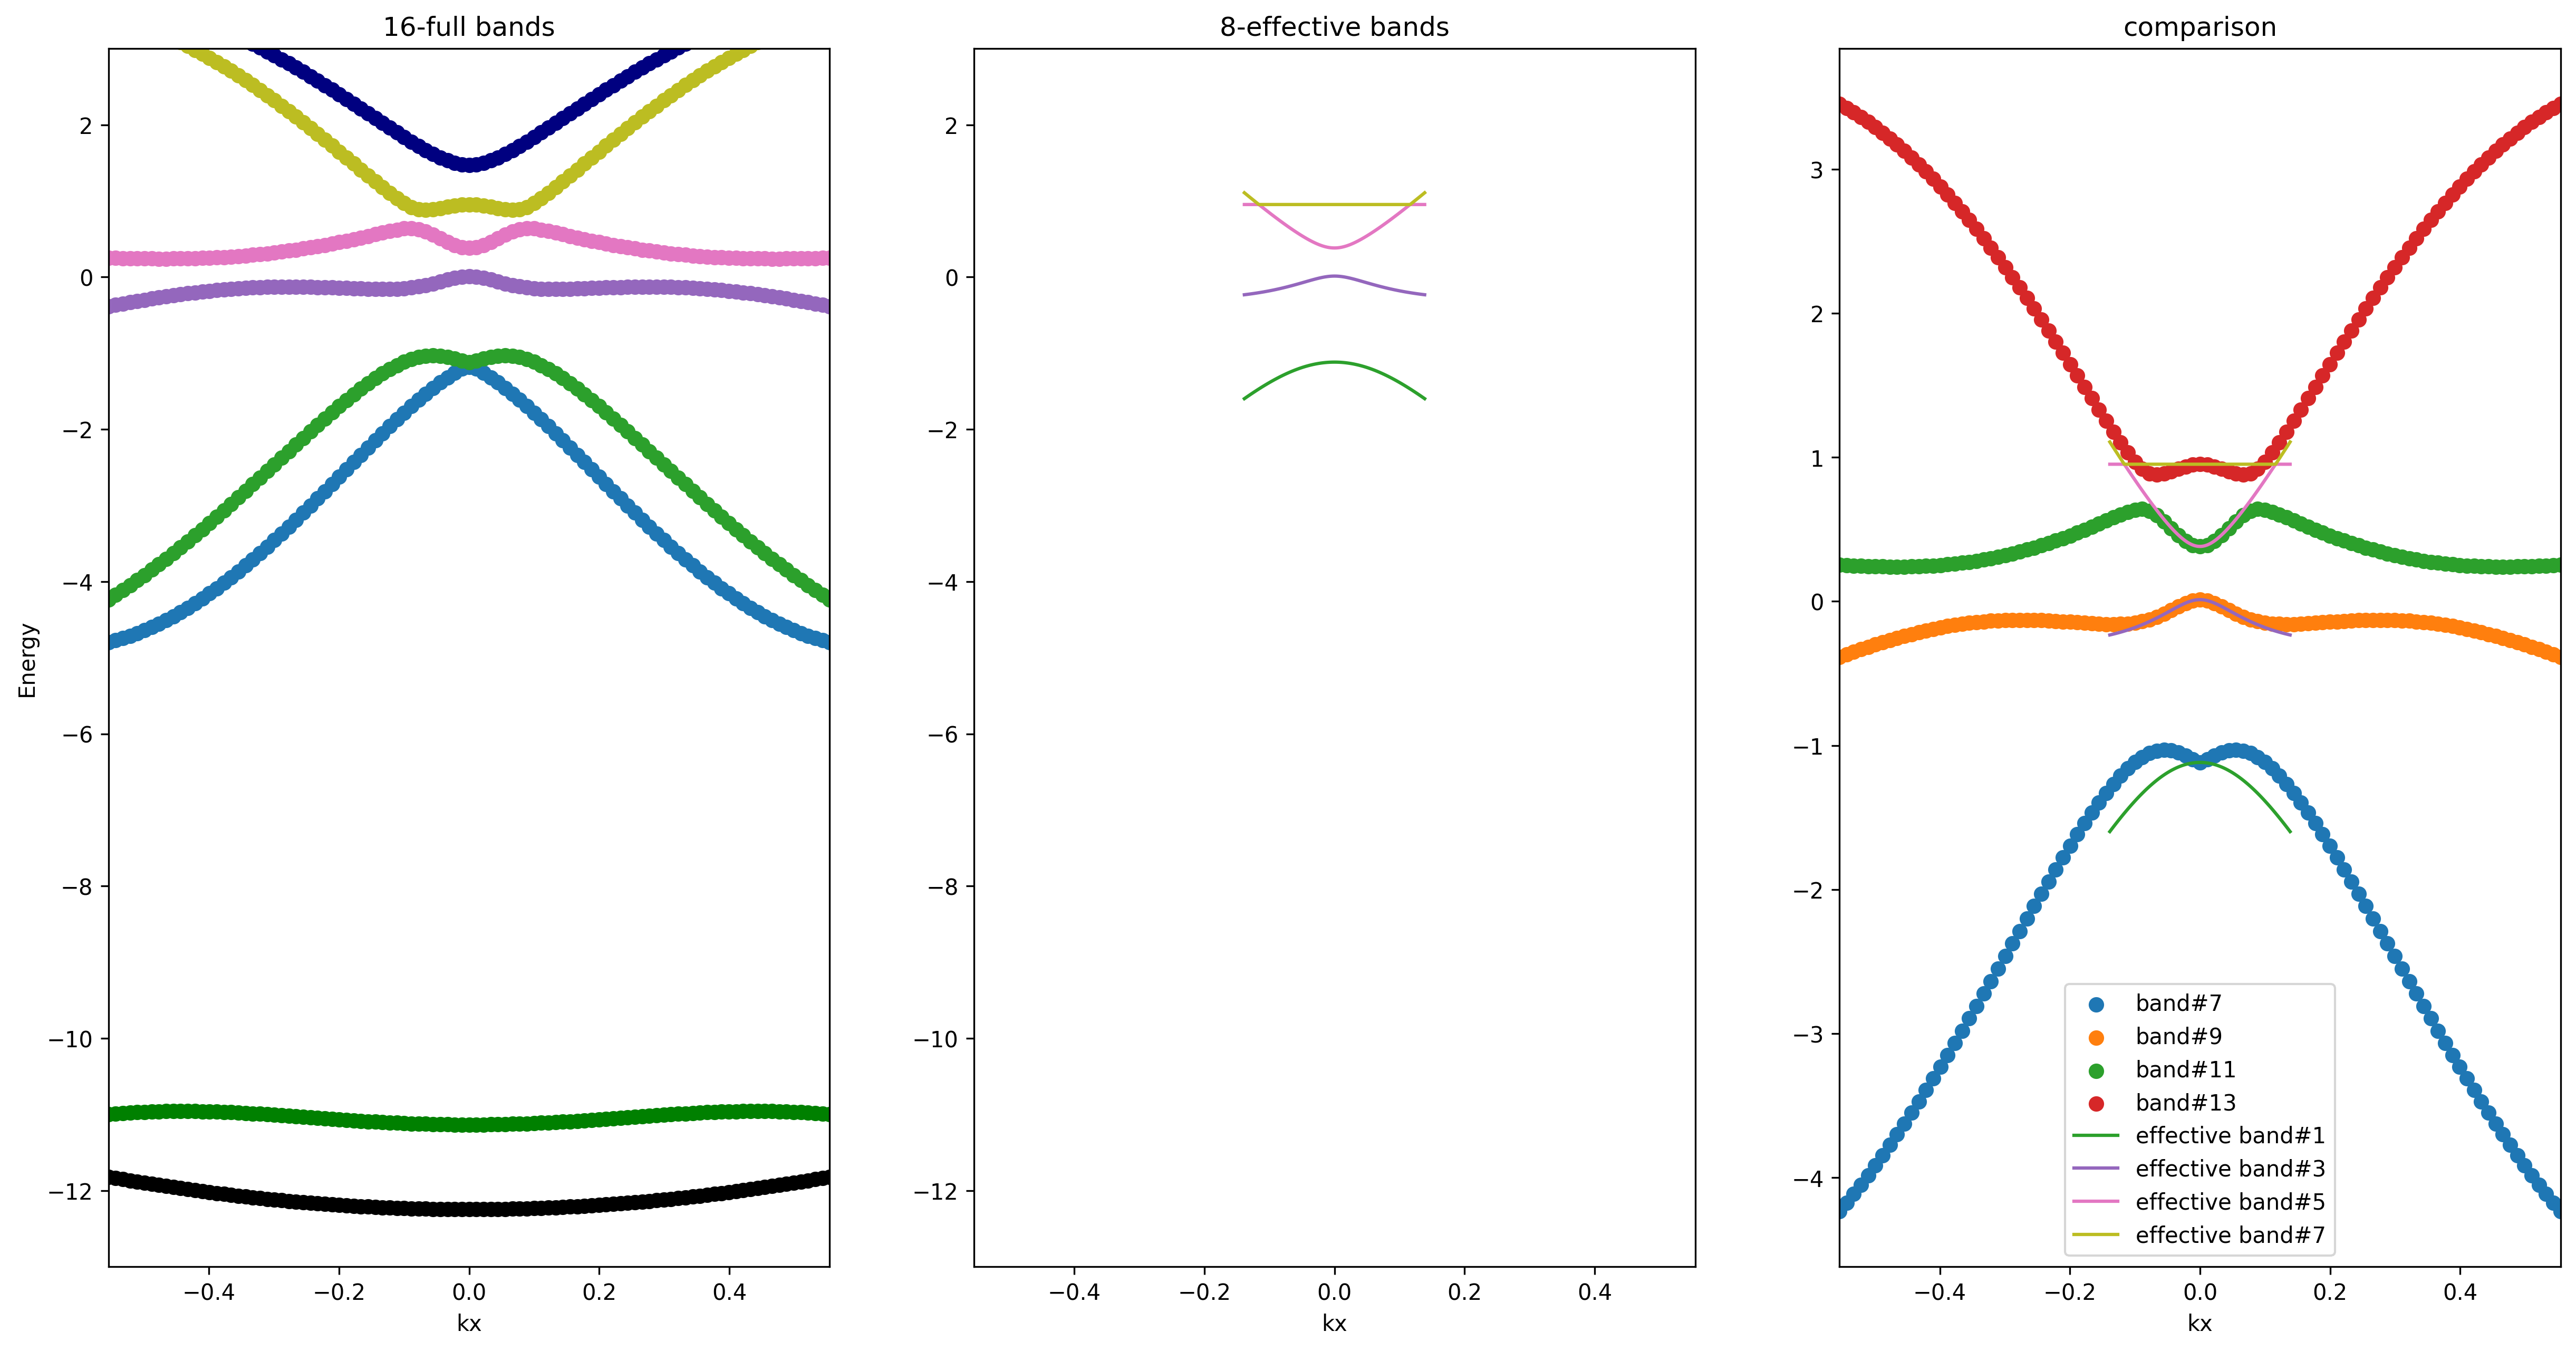 16-full bands
8-effective bands
comparison
Energy
2
0
−2
−4
−6
−8
−10
−12
−0.4 −0.2 0.0 0.2 0.4
kx
2
0
−2
−4
−6
−8
−10
−12
−0.4 −0.2 0.0 0.2 0.4
kx
3
2
1
0
−1
−2
−3
−4
band#7
band#9
band#11
band#13
effective band#1
effective band#3
effective band#5
effective band#7
−0.4 −0.2 0.0 0.2 0.4
kx